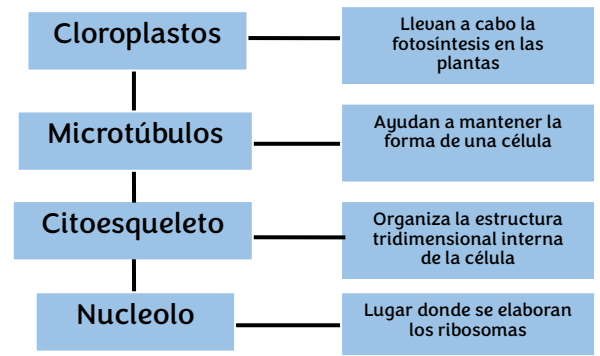 Cloroplastos
Llevan a cabo la
fotosíntesis en las
plantas
Microtúbulos
Ayudan a mantener la
forma de una célula
Citoesqueleto
Organiza la estructura
tridimensional interna
de la célula
Nucleolo
Lugar donde se elaboran
los ribosomas